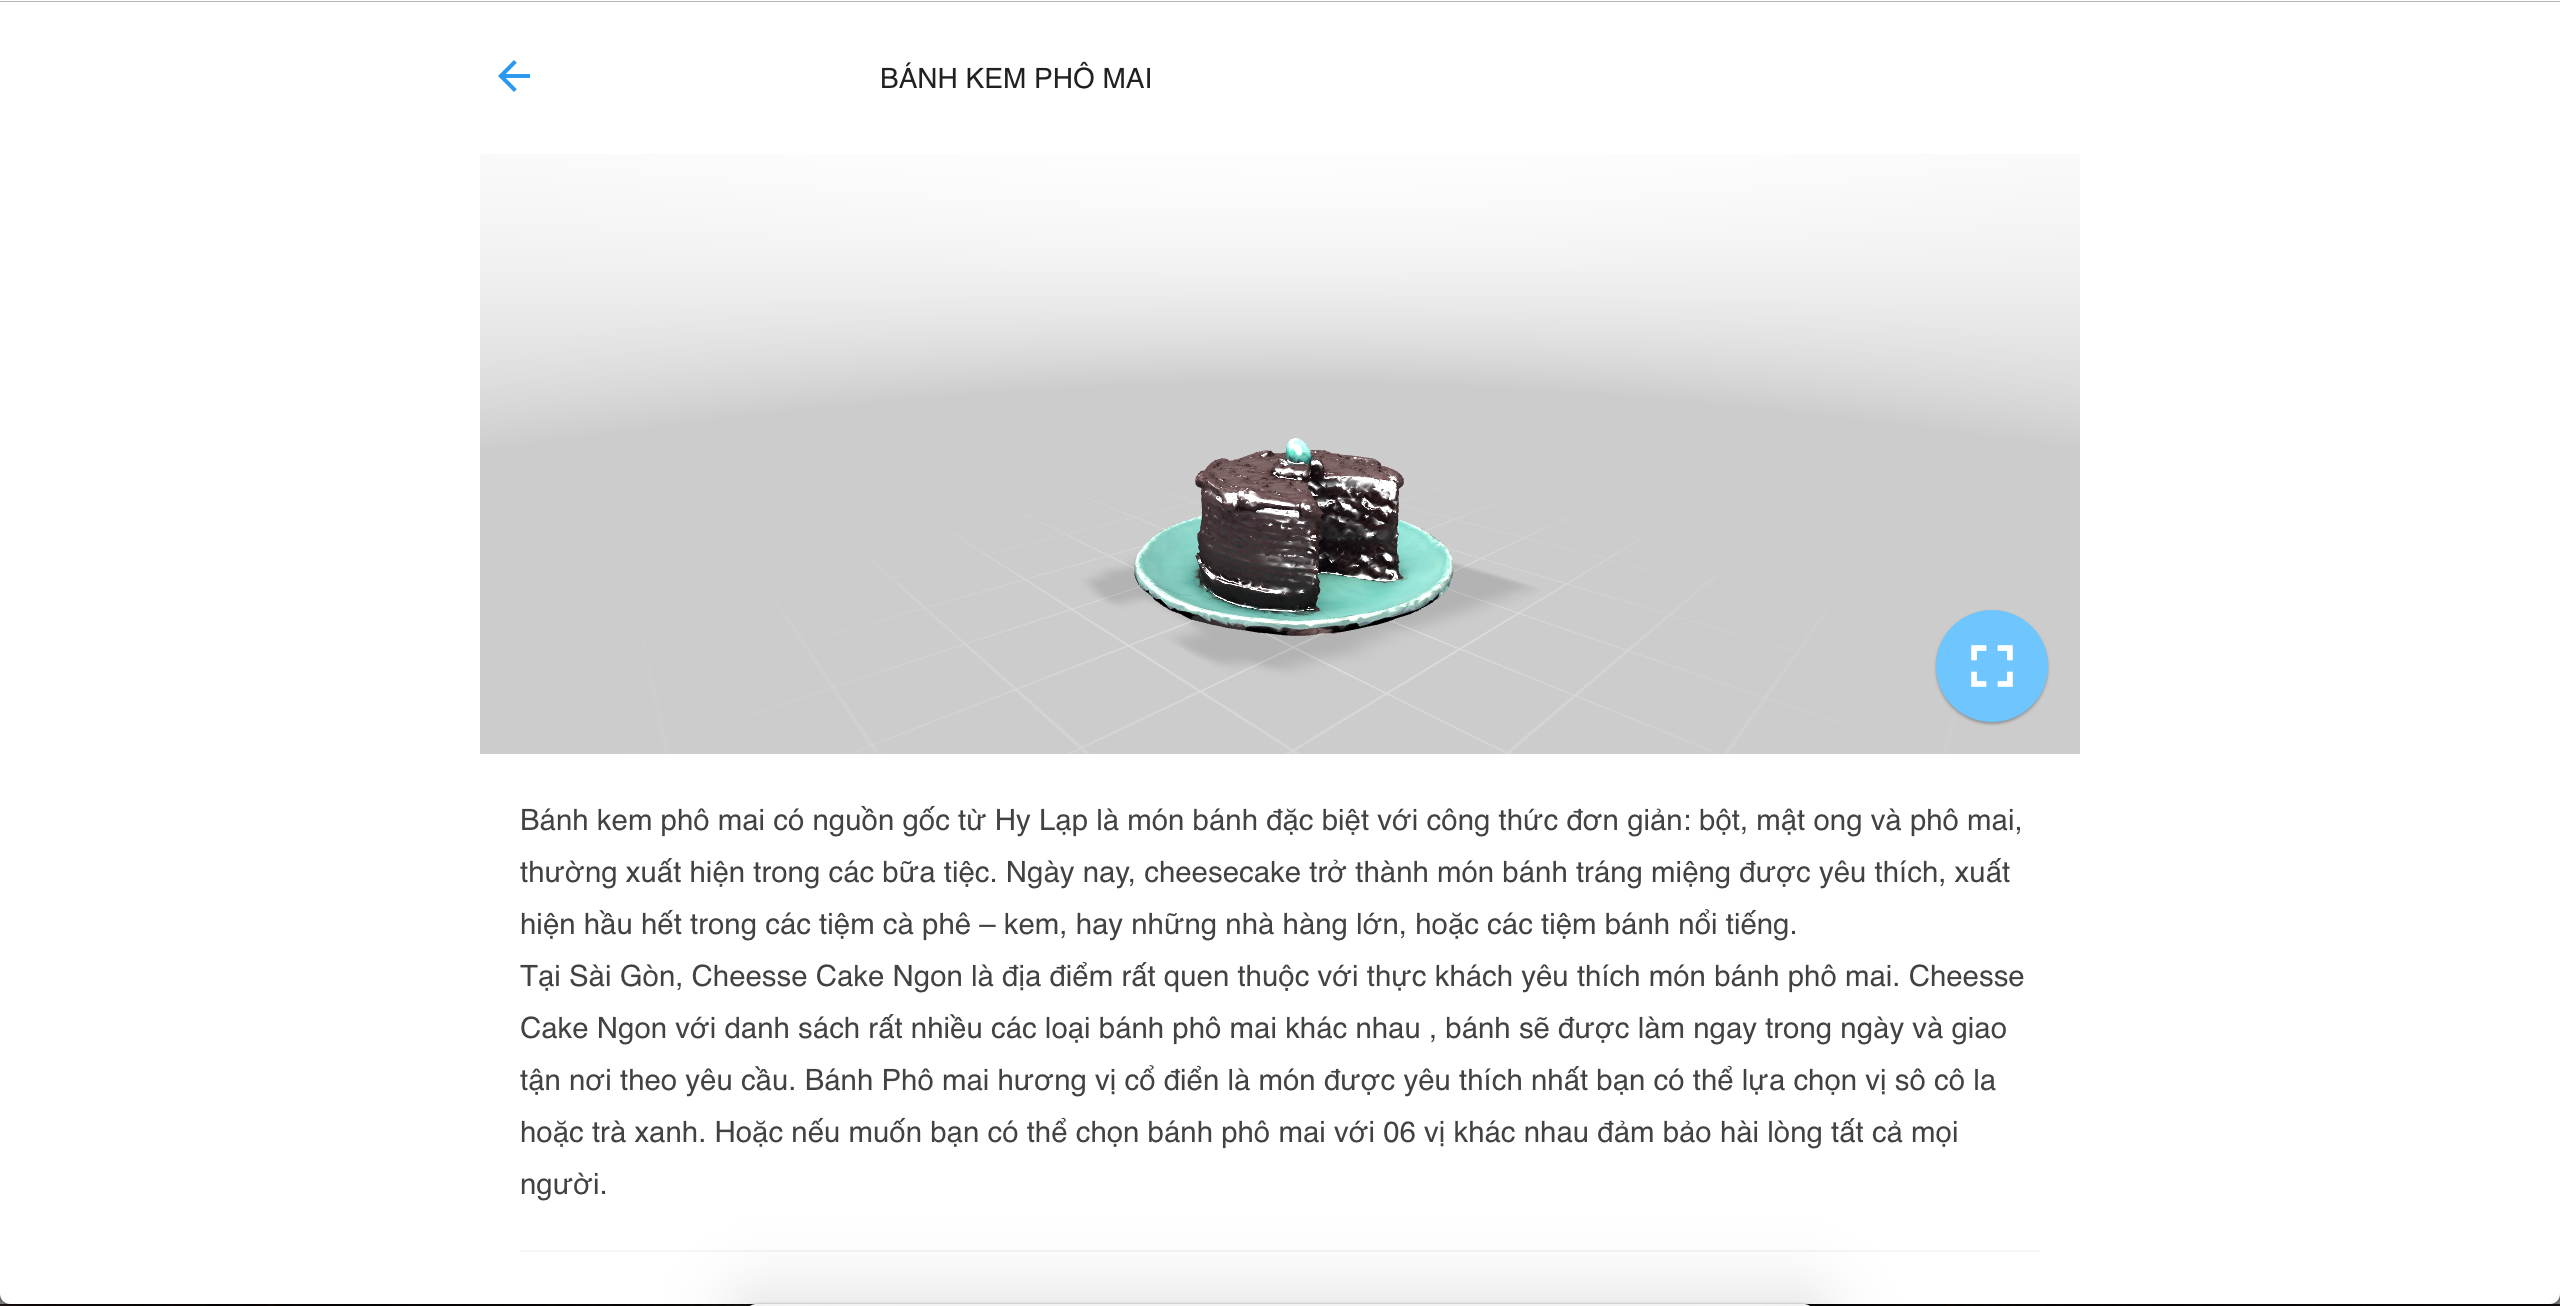 BÁNH KEM PHÔ MAI
Bánh kem phô mai có nguồn gốc từ Hy Lạp là món bánh đặc biệt với công thức đơn giản: bột, mật ong và phô mai,
thường xuất hiện trong các bữa tiệc. Ngày nay, cheesecake trở thành món bánh tráng miệng được yêu thích, xuất
hiện hầu hết trong các tiệm cà phê – kem, hay những nhà hàng lớn, hoặc các tiệm bánh nổi tiếng.
Tại Sài Gòn, Cheesse Cake Ngon là địa điểm rất quen thuộc với thực khách yêu thích món bánh phô mai. Cheesse
Cake Ngon với danh sách rất nhiều các loại bánh phô mai khác nhau , bánh sẽ được làm ngay trong ngày và giao
tận nơi theo yêu cầu. Bánh Phô mai hương vị cổ điển là món được yêu thích nhất bạn có thể lựa chọn vị sô cô la
hoặc trà xanh. Hoặc nếu muốn bạn có thể chọn bánh phô mai với 06 vị khác nhau đảm bảo hài lòng tất cả mọi
người.